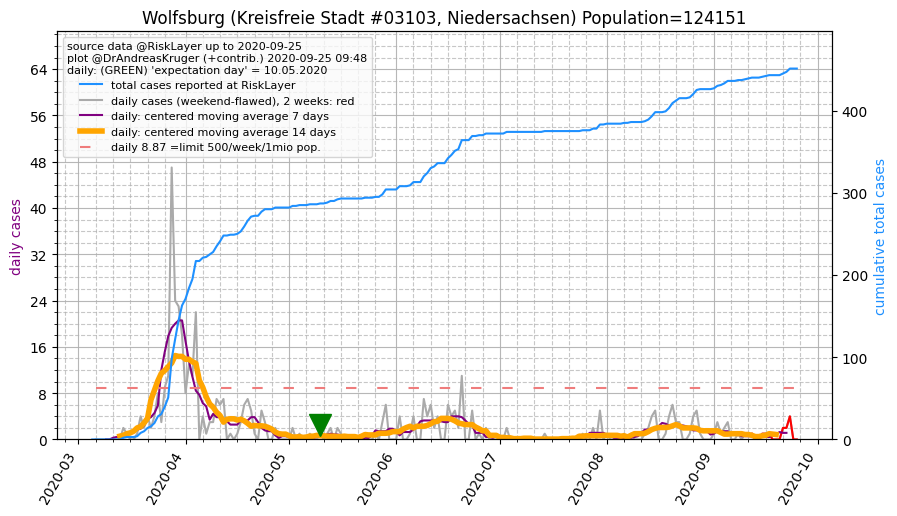 Wolfsburg (Kreisfreie Stadt #03103, Niedersachsen) Population=124151
source data @RiskLayer up to 2020-09-25
plot @DrAndreasKruger (+contrib.) 2020-09-25 09:48
daily: (GREEN) 'expectation day' = 10.05.2020
total cases reported at RiskLayer
daily cases (weekend-flawed), 2 weeks: red
daily: centered moving average 7 days
daily: centered moving average 14 days
daily 8.87 =limit 500/week/1mio pop.
daily cases
64
56
48
40
32
24
16
8
0
cumulative total cases
400
300
200
100
0
2020-03
2020-04
2020-05
2020-06
2020-07
2020-08
2020-09
2020-10